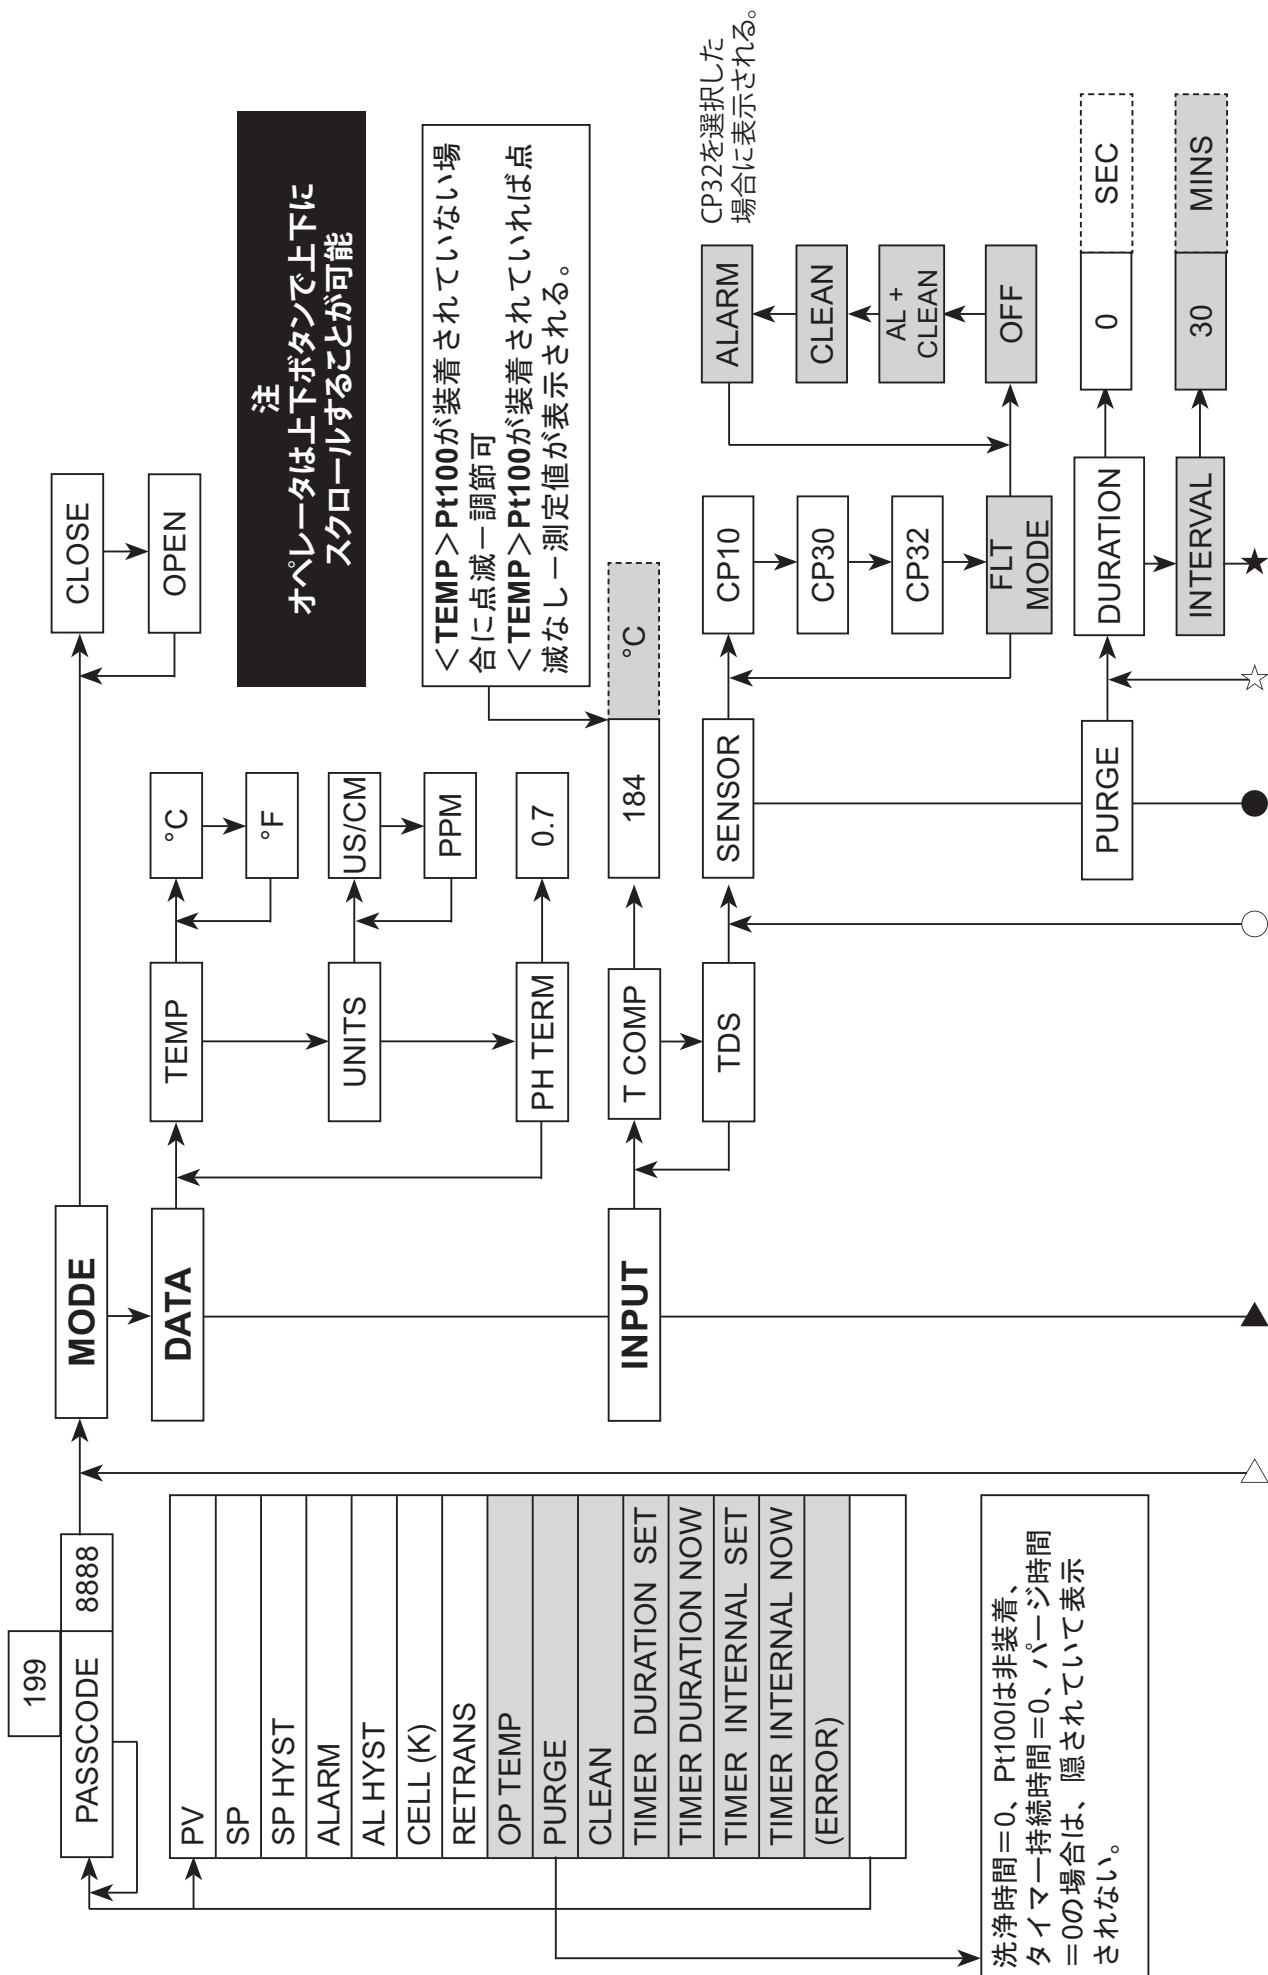 199
PASSCODE
8888
PV
SP
SP HYST
ALARM
AL HYST
CELL (K)
RETRANS
OP TEMP
PURGE
CLEAN
TIMER DURATION SET
TIMER DURATION NOW
TIMER INTERNAL SET
TIMER INTERNAL NOW
(ERROR)
洗浄時間=0、Pt100は非装着、
タイマー持続時間=0、パージ時間
=0の場合は、隠されていて表示
されない。
MODE
CLOSE
OPEN
注
オペレータは上下ボタンで上下に
スクロールすることが可能
DATA
TEMP
°C
°F
UNITS
US/CM
PPM
PH TERM
0.7
<TEMP>Pt100が装着されていない場
合に点滅－調節可
<TEMP>Pt100が装着されていれば点
滅なし－測定値が表示される。
INPUT
T COMP
184
°C
TDS
SENSOR
CP10
CP30
CP32
FLT
MODE
ALARM
CLEAN
AL +
CLEAN
OFF
CP32を選択した
場合に表示される。
PURGE
DURATION
0
SEC
INTERVAL
30
MINS